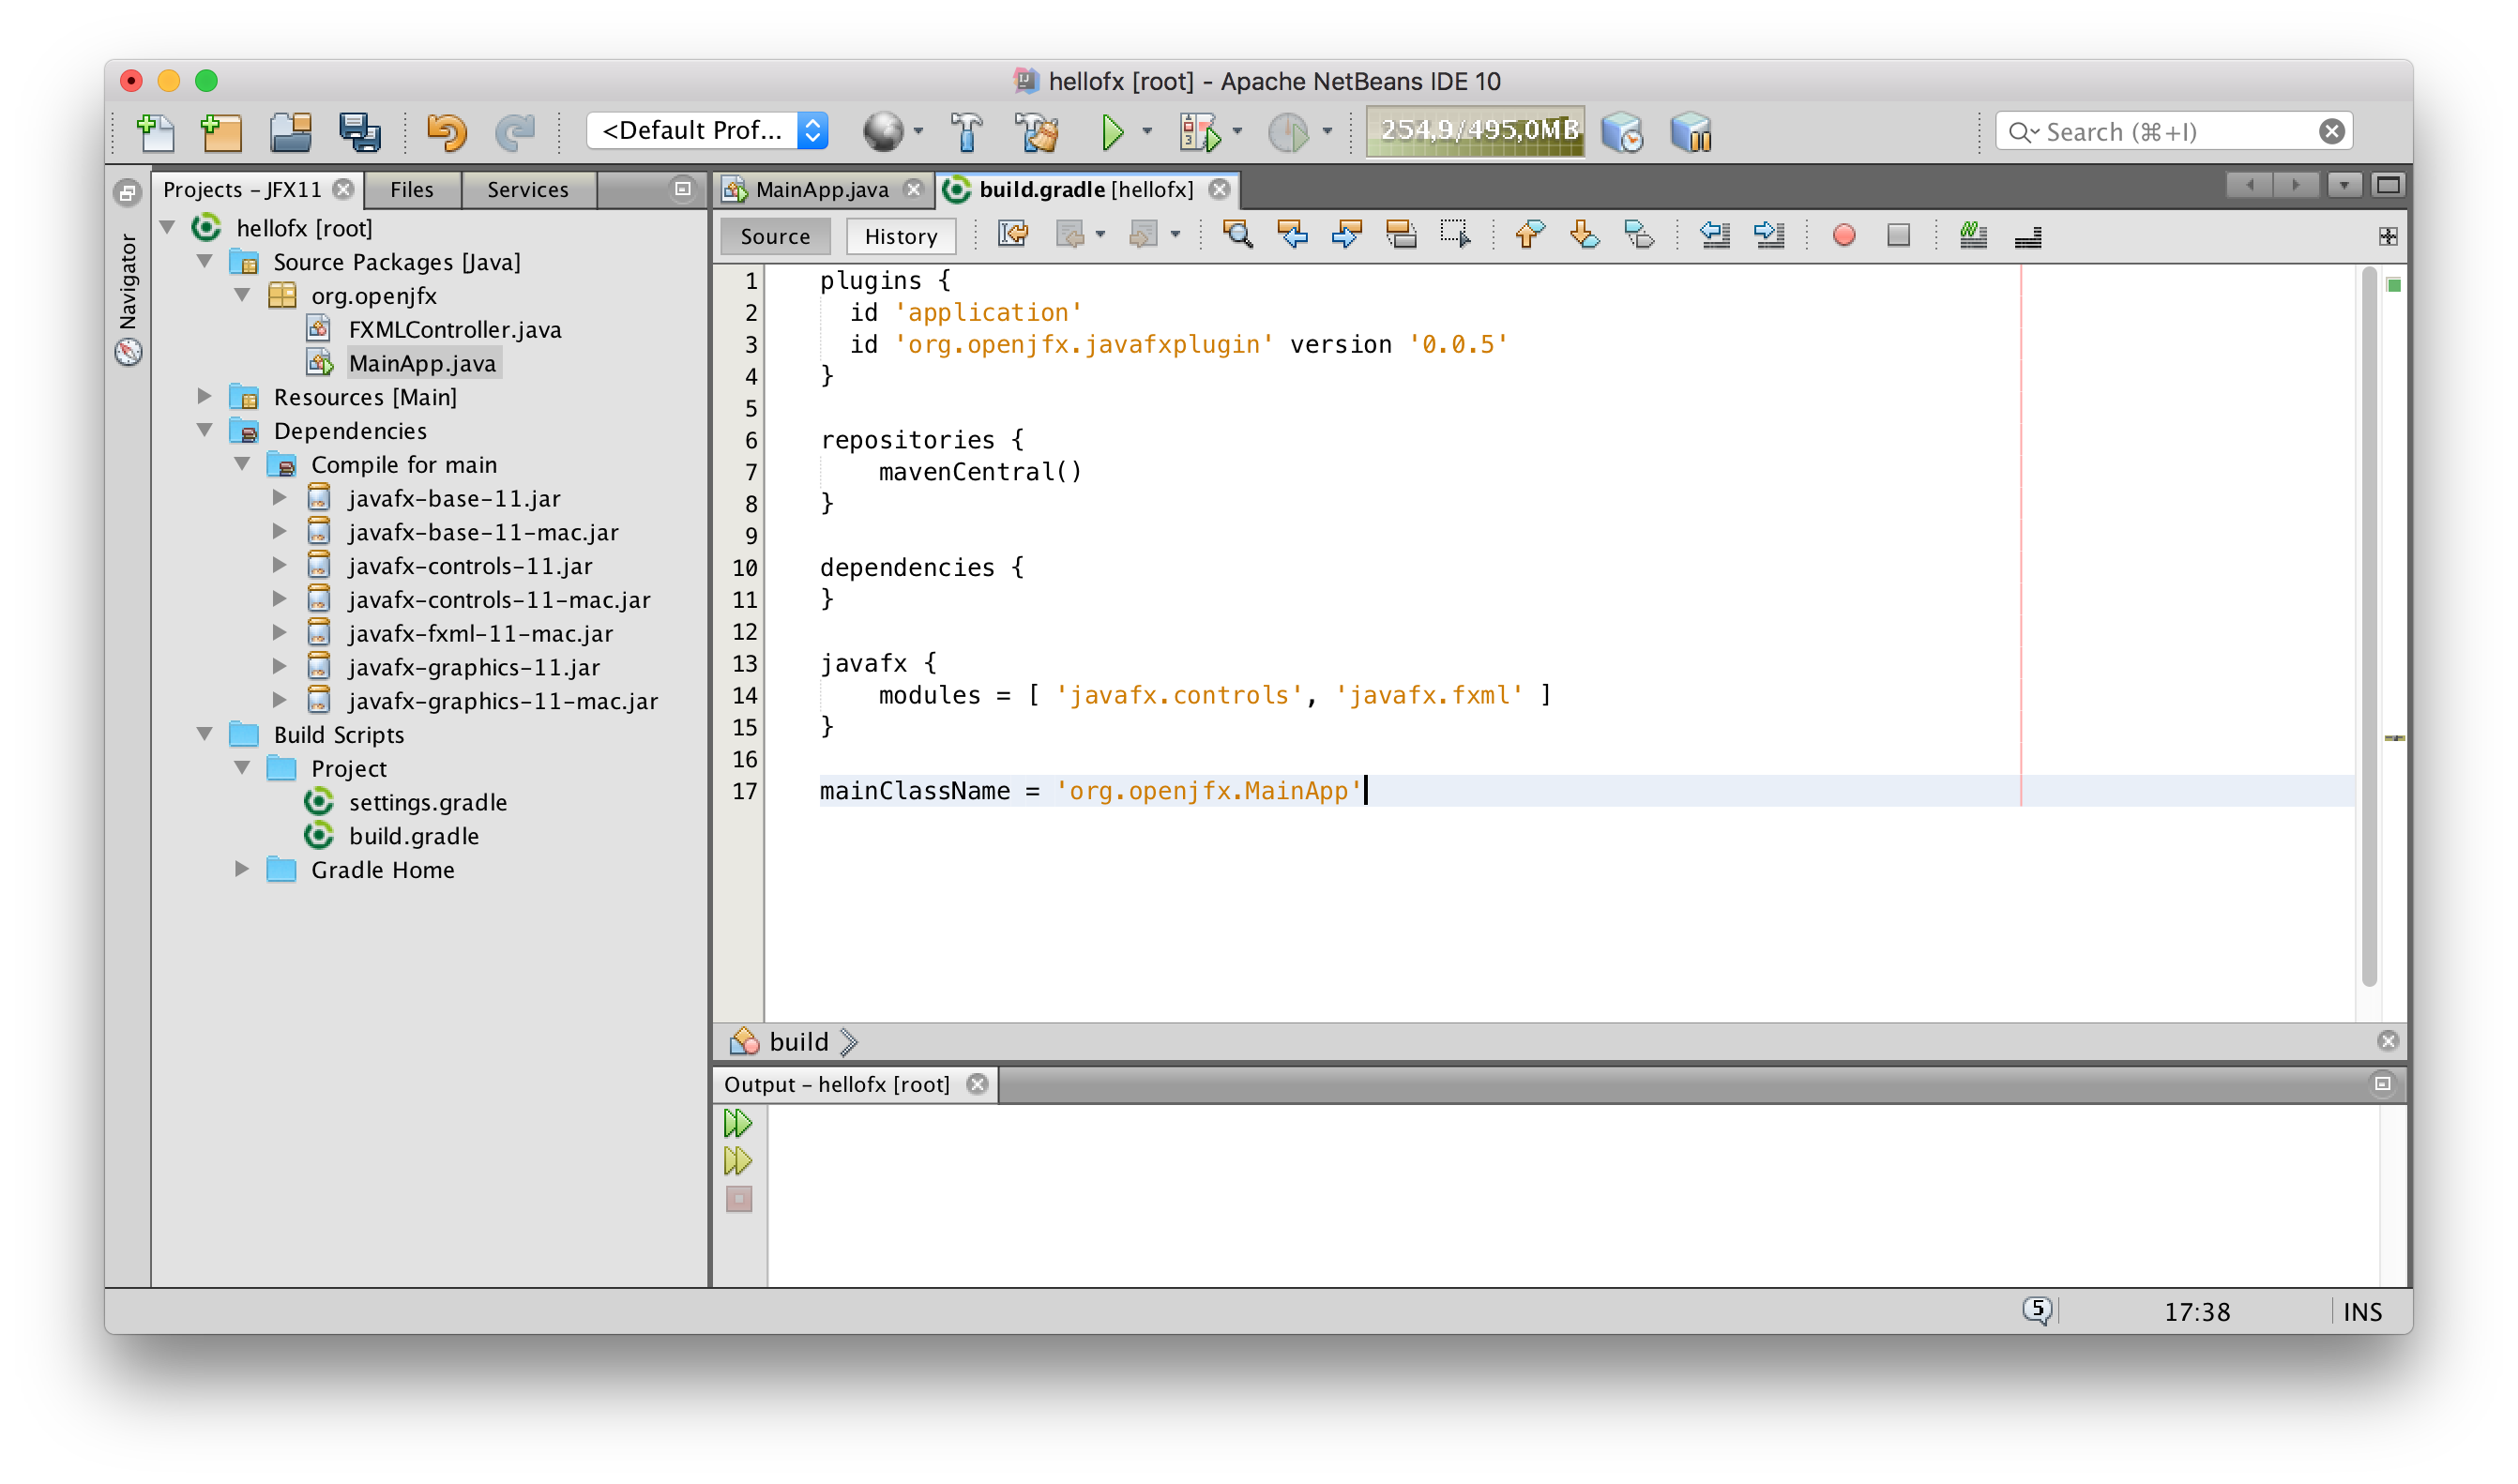 hellofx [root] - Apache NetBeans IDE 10
<Default Prof...
254,9/495,0MB
Search (⌘+I)
Navigator
Projects – JFX11
Files
Services
hellofx [root]
Source Packages [Java]
org.openjfx
FXMLController.java
MainApp.java
Resources [Main]
Dependencies
Compile for main
javafx-base-11.jar
javafx-base-11-mac.jar
javafx-controls-11.jar
javafx-controls-11-mac.jar
javafx-fxml-11-mac.jar
javafx-graphics-11.jar
javafx-graphics-11-mac.jar
Build Scripts
Project
settings.gradle
build.gradle
Gradle Home
MainApp.java
build.gradle [hellofx]
Source
History
1 plugins {
2   id 'application'
3   id 'org.openjfx.javafxplugin' version '0.0.5'
4 }
5
6 repositories {
7     mavenCentral()
8 }
9
10 dependencies {
11 }
12
13 javafx {
14     modules = [ 'javafx.controls', 'javafx.fxml' ]
15 }
16
17 mainClassName = 'org.openjfx.MainApp'
build
Output – hellofx [root]
5
17:38
INS